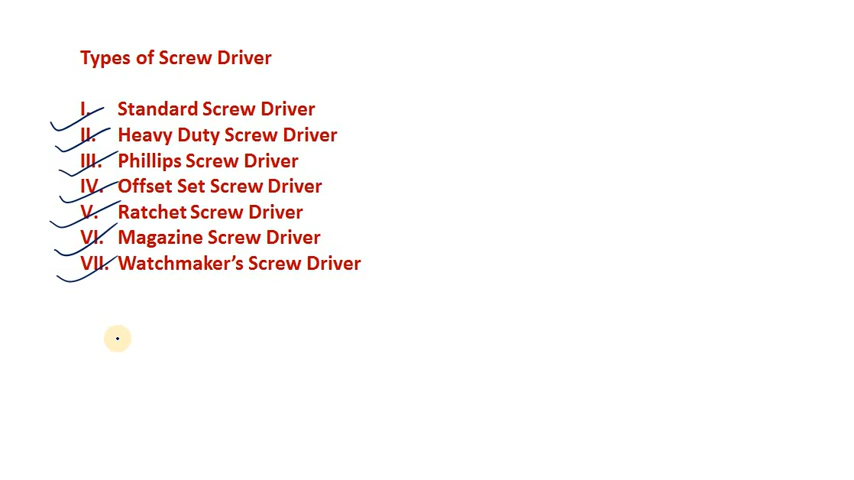 Types of Screw Driver
I. Standard Screw Driver
II. Heavy Duty Screw Driver
III. Phillips Screw Driver
IV. Offset Set Screw Driver
V. Ratchet Screw Driver
VI. Magazine Screw Driver
VII. Watchmaker’s Screw Driver